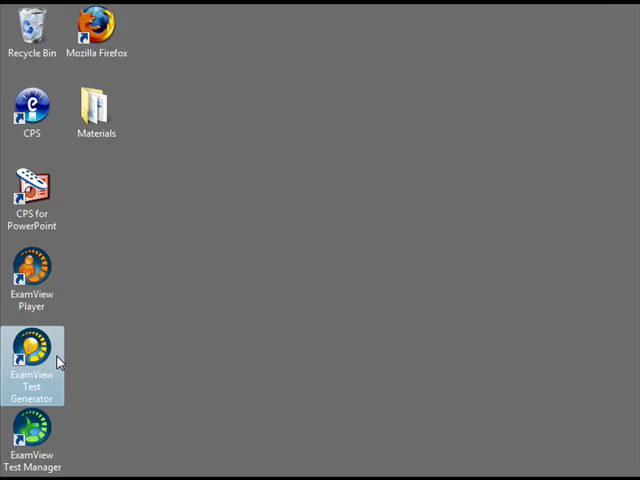 Recycle Bin
Mozilla Firefox
CPS
Materials
CPS for
PowerPoint
ExamView
Player
ExamView
Test
Generator
ExamView
Test Manager